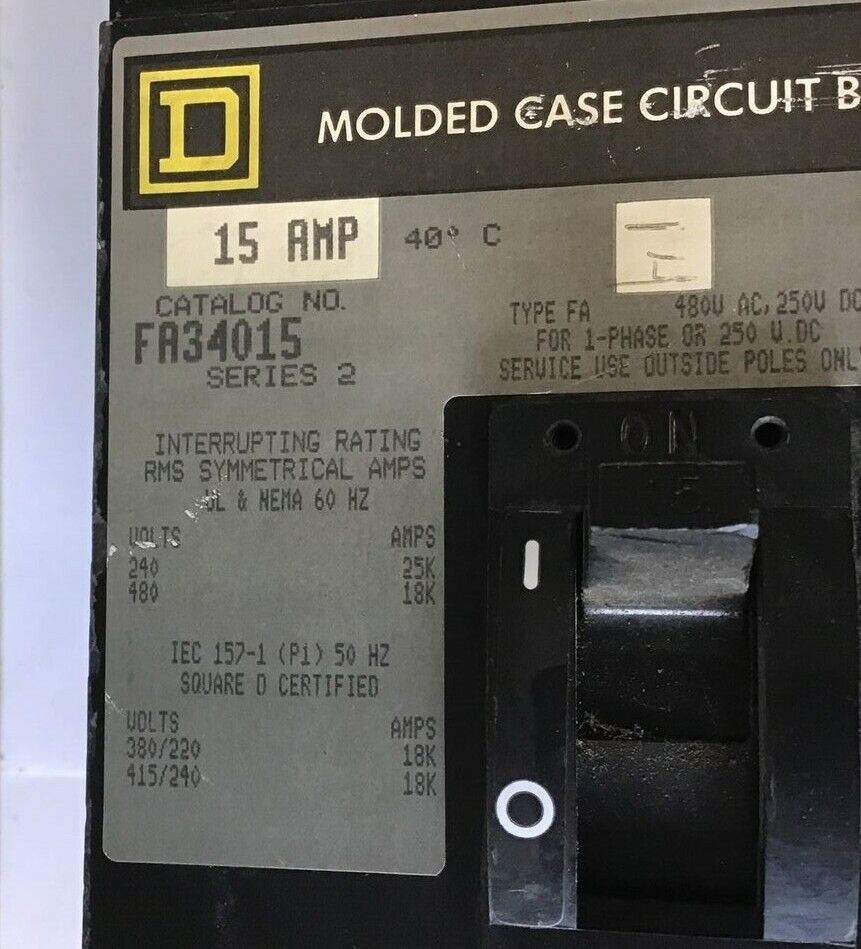 D
MOLDED CASE CIRCUIT B
15 AMP 40° C
CATALOG NO.
FA34015
SERIES 2
TYPE FA 480V AC, 250V DC
FOR 1-PHASE OR 250 V.DC
SERVICE USE OUTSIDE POLES ONL
INTERRUPTING RATING
RMS SYMMETRICAL AMPS
UL & NEMA 60 HZ
VOLTS AMPS
240 25K
480 18K
IEC 157-1 (P1) 50 HZ
SQUARE D CERTIFIED
VOLTS AMPS
380/220 18K
415/240 18K
ON
15
I
O